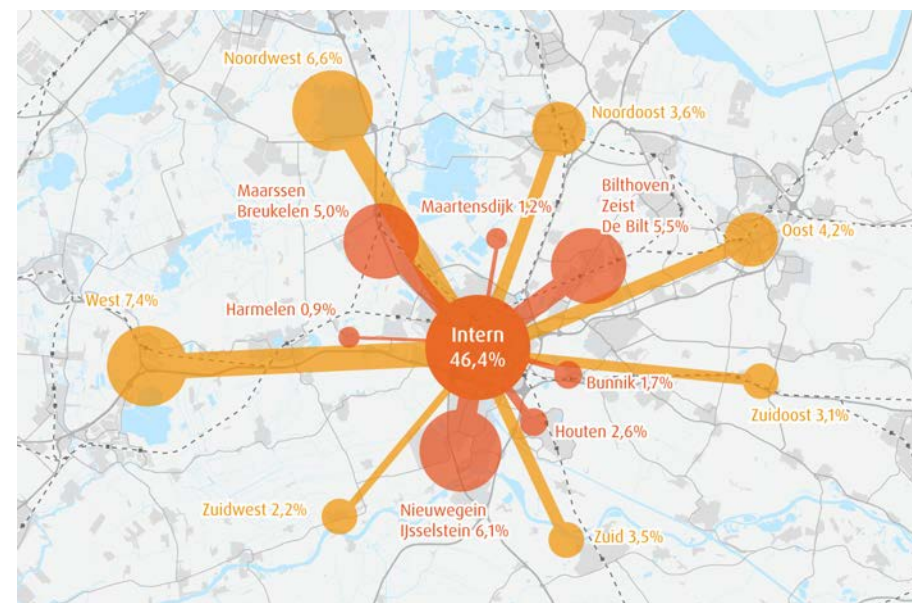 Noordwest 6,6%
Noordoost 3,6%
Maarssen
Breukelen 5,0%
Maartensdijk 1,2%
Bilthoven
Zeist
De Bilt 5,5%
Oost 4,2%
West 7,4%
Harmelen 0,9%
Intern
46,4%
Bunnik 1,7%
Zuidoost 3,1%
Houten 2,6%
Zuidwest 2,2%
Nieuwegein
IJsselstein 6,1%
Zuid 3,5%